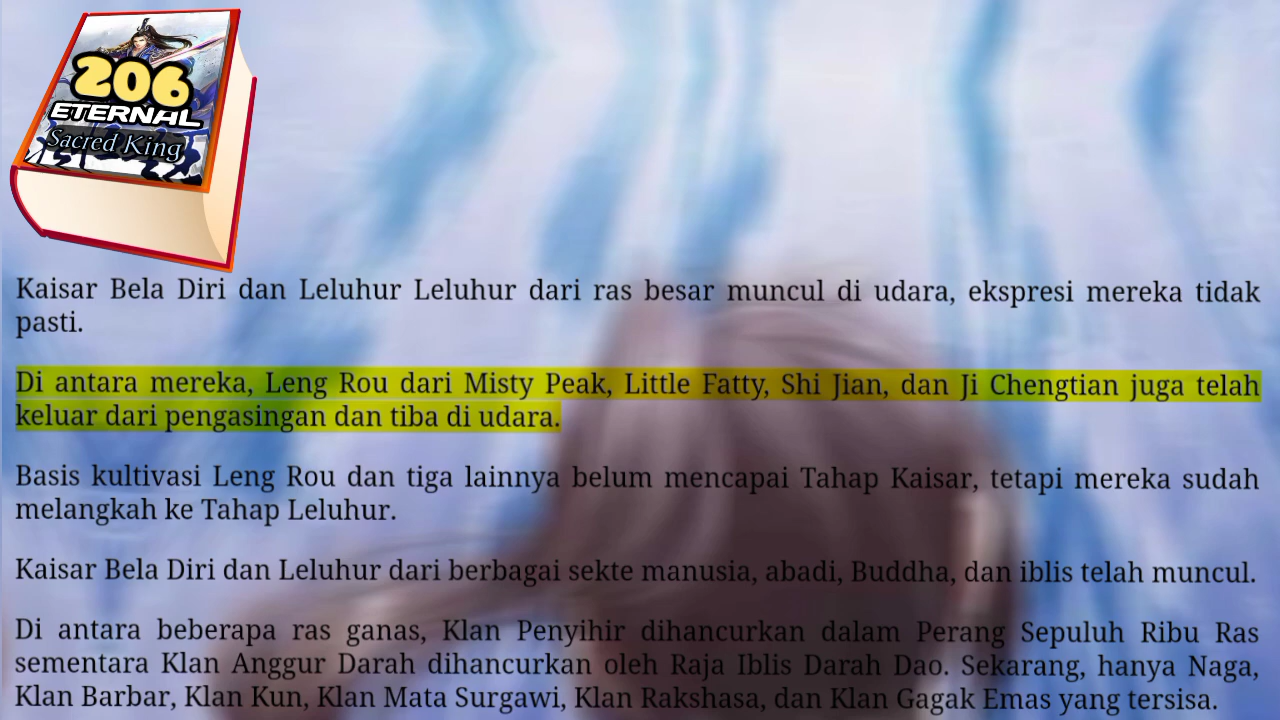 206
ETERNAL
Sacred King
Kaisar Bela Diri dan Leluhur Leluhur dari ras besar muncul di udara, ekspresi mereka tidak
pasti.
Di antara mereka, Leng Rou dari Misty Peak, Little Fatty, Shi Jian, dan Ji Chengtian juga telah
keluar dari pengasingan dan tiba di udara.
Basis kultivasi Leng Rou dan tiga lainnya belum mencapai Tahap Kaisar, tetapi mereka sudah
melangkah ke Tahap Leluhur.
Kaisar Bela Diri dan Leluhur dari berbagai sekte manusia, abadi, Buddha, dan iblis telah muncul.
Di antara beberapa ras ganas, Klan Penyihir dihancurkan dalam Perang Sepuluh Ribu Ras
sementara Klan Anggur Darah dihancurkan oleh Raja Iblis Darah Dao. Sekarang, hanya Naga,
Klan Barbar, Klan Kun, Klan Mata Surgawi, Klan Rakshasa, dan Klan Gagak Emas yang tersisa.